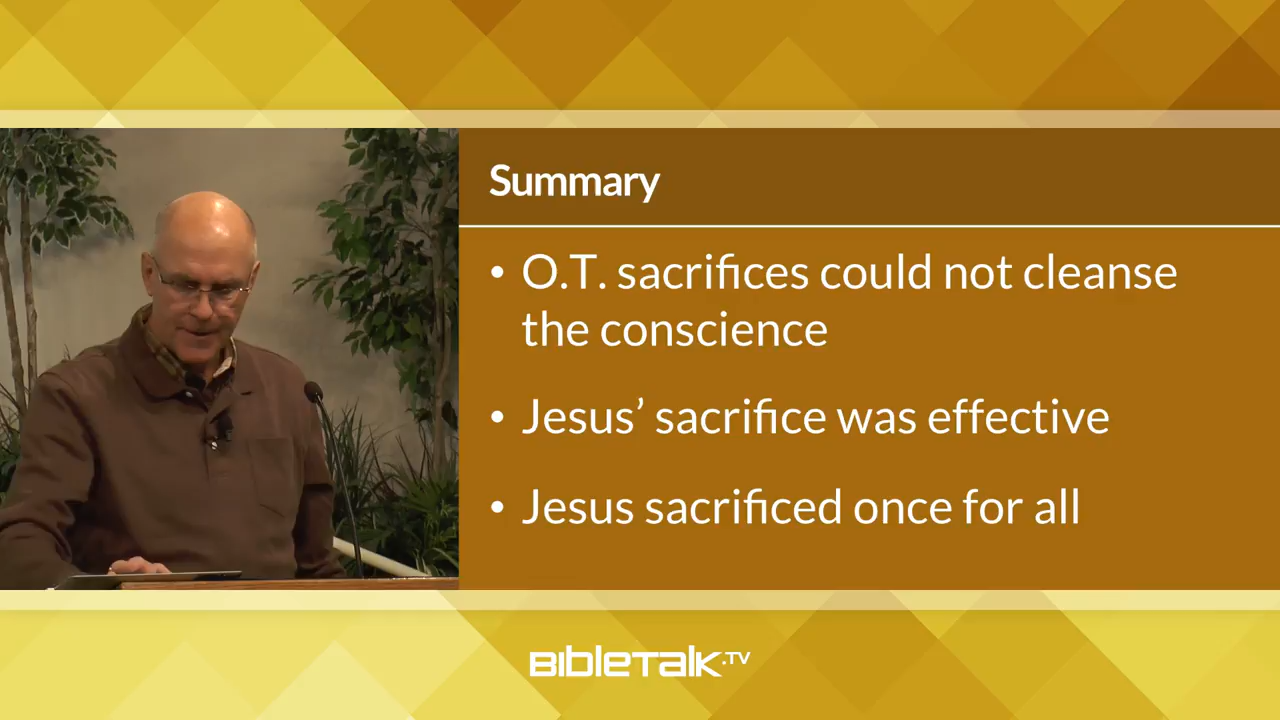 Summary
• O.T. sacrifices could not cleanse
the conscience
• Jesus’ sacrifice was effective
• Jesus sacrificed once for all
BIBLETALK.TV